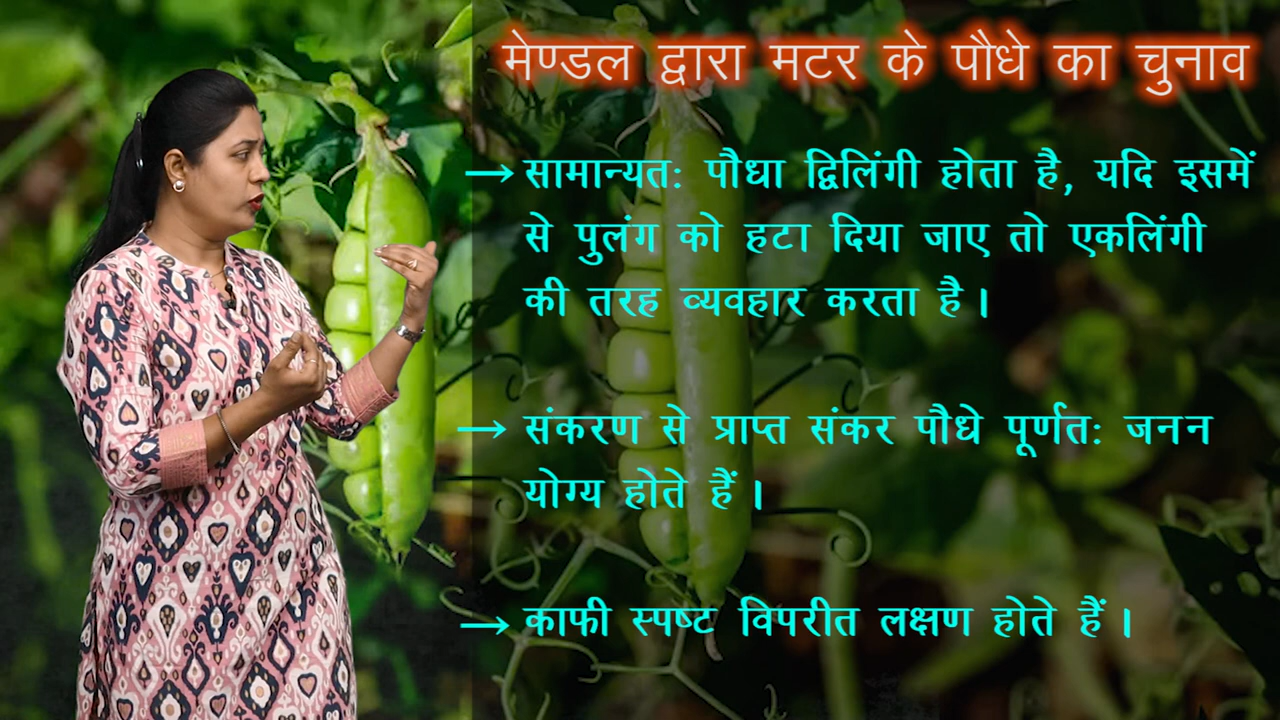 मेण्डल द्वारा मटर के पौधे का चुनाव
→ सामान्यत: पौधा द्विलिंगी होता है, यदि इसमें
से पुलंग को हटा दिया जाए तो एकलिंगी
की तरह व्यवहार करता है।
→ संकरण से प्राप्त संकर पौधे पूर्णत: जनन
योग्य होते हैं।
→ काफी स्पष्ट विपरीत लक्षण होते हैं।